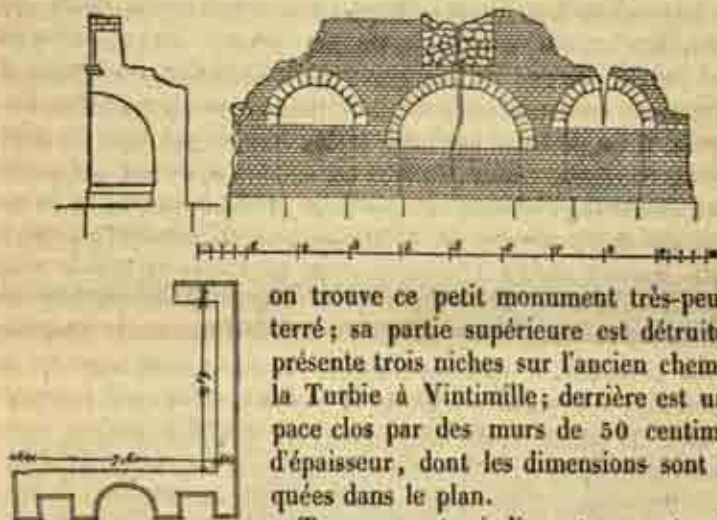 on trouve ce petit monument très-peu
terré; sa partie supérieure est détruite
présente trois niches sur l'ancien chem
la Turbie à Vintimille; derrière est u
pace clos par des murs de 50 centim
d'épaisseur, dont les dimensions sont
quées dans le plan.